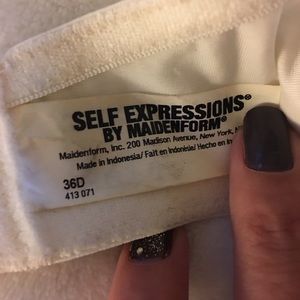 SELF EXPRESSIONS®
BY MAIDENFORM®
Maidenform, Inc. 200 Madison Avenue, New York,
Made in Indonesia/ Fait en Indonésie/ Hecho en
36D
413 071